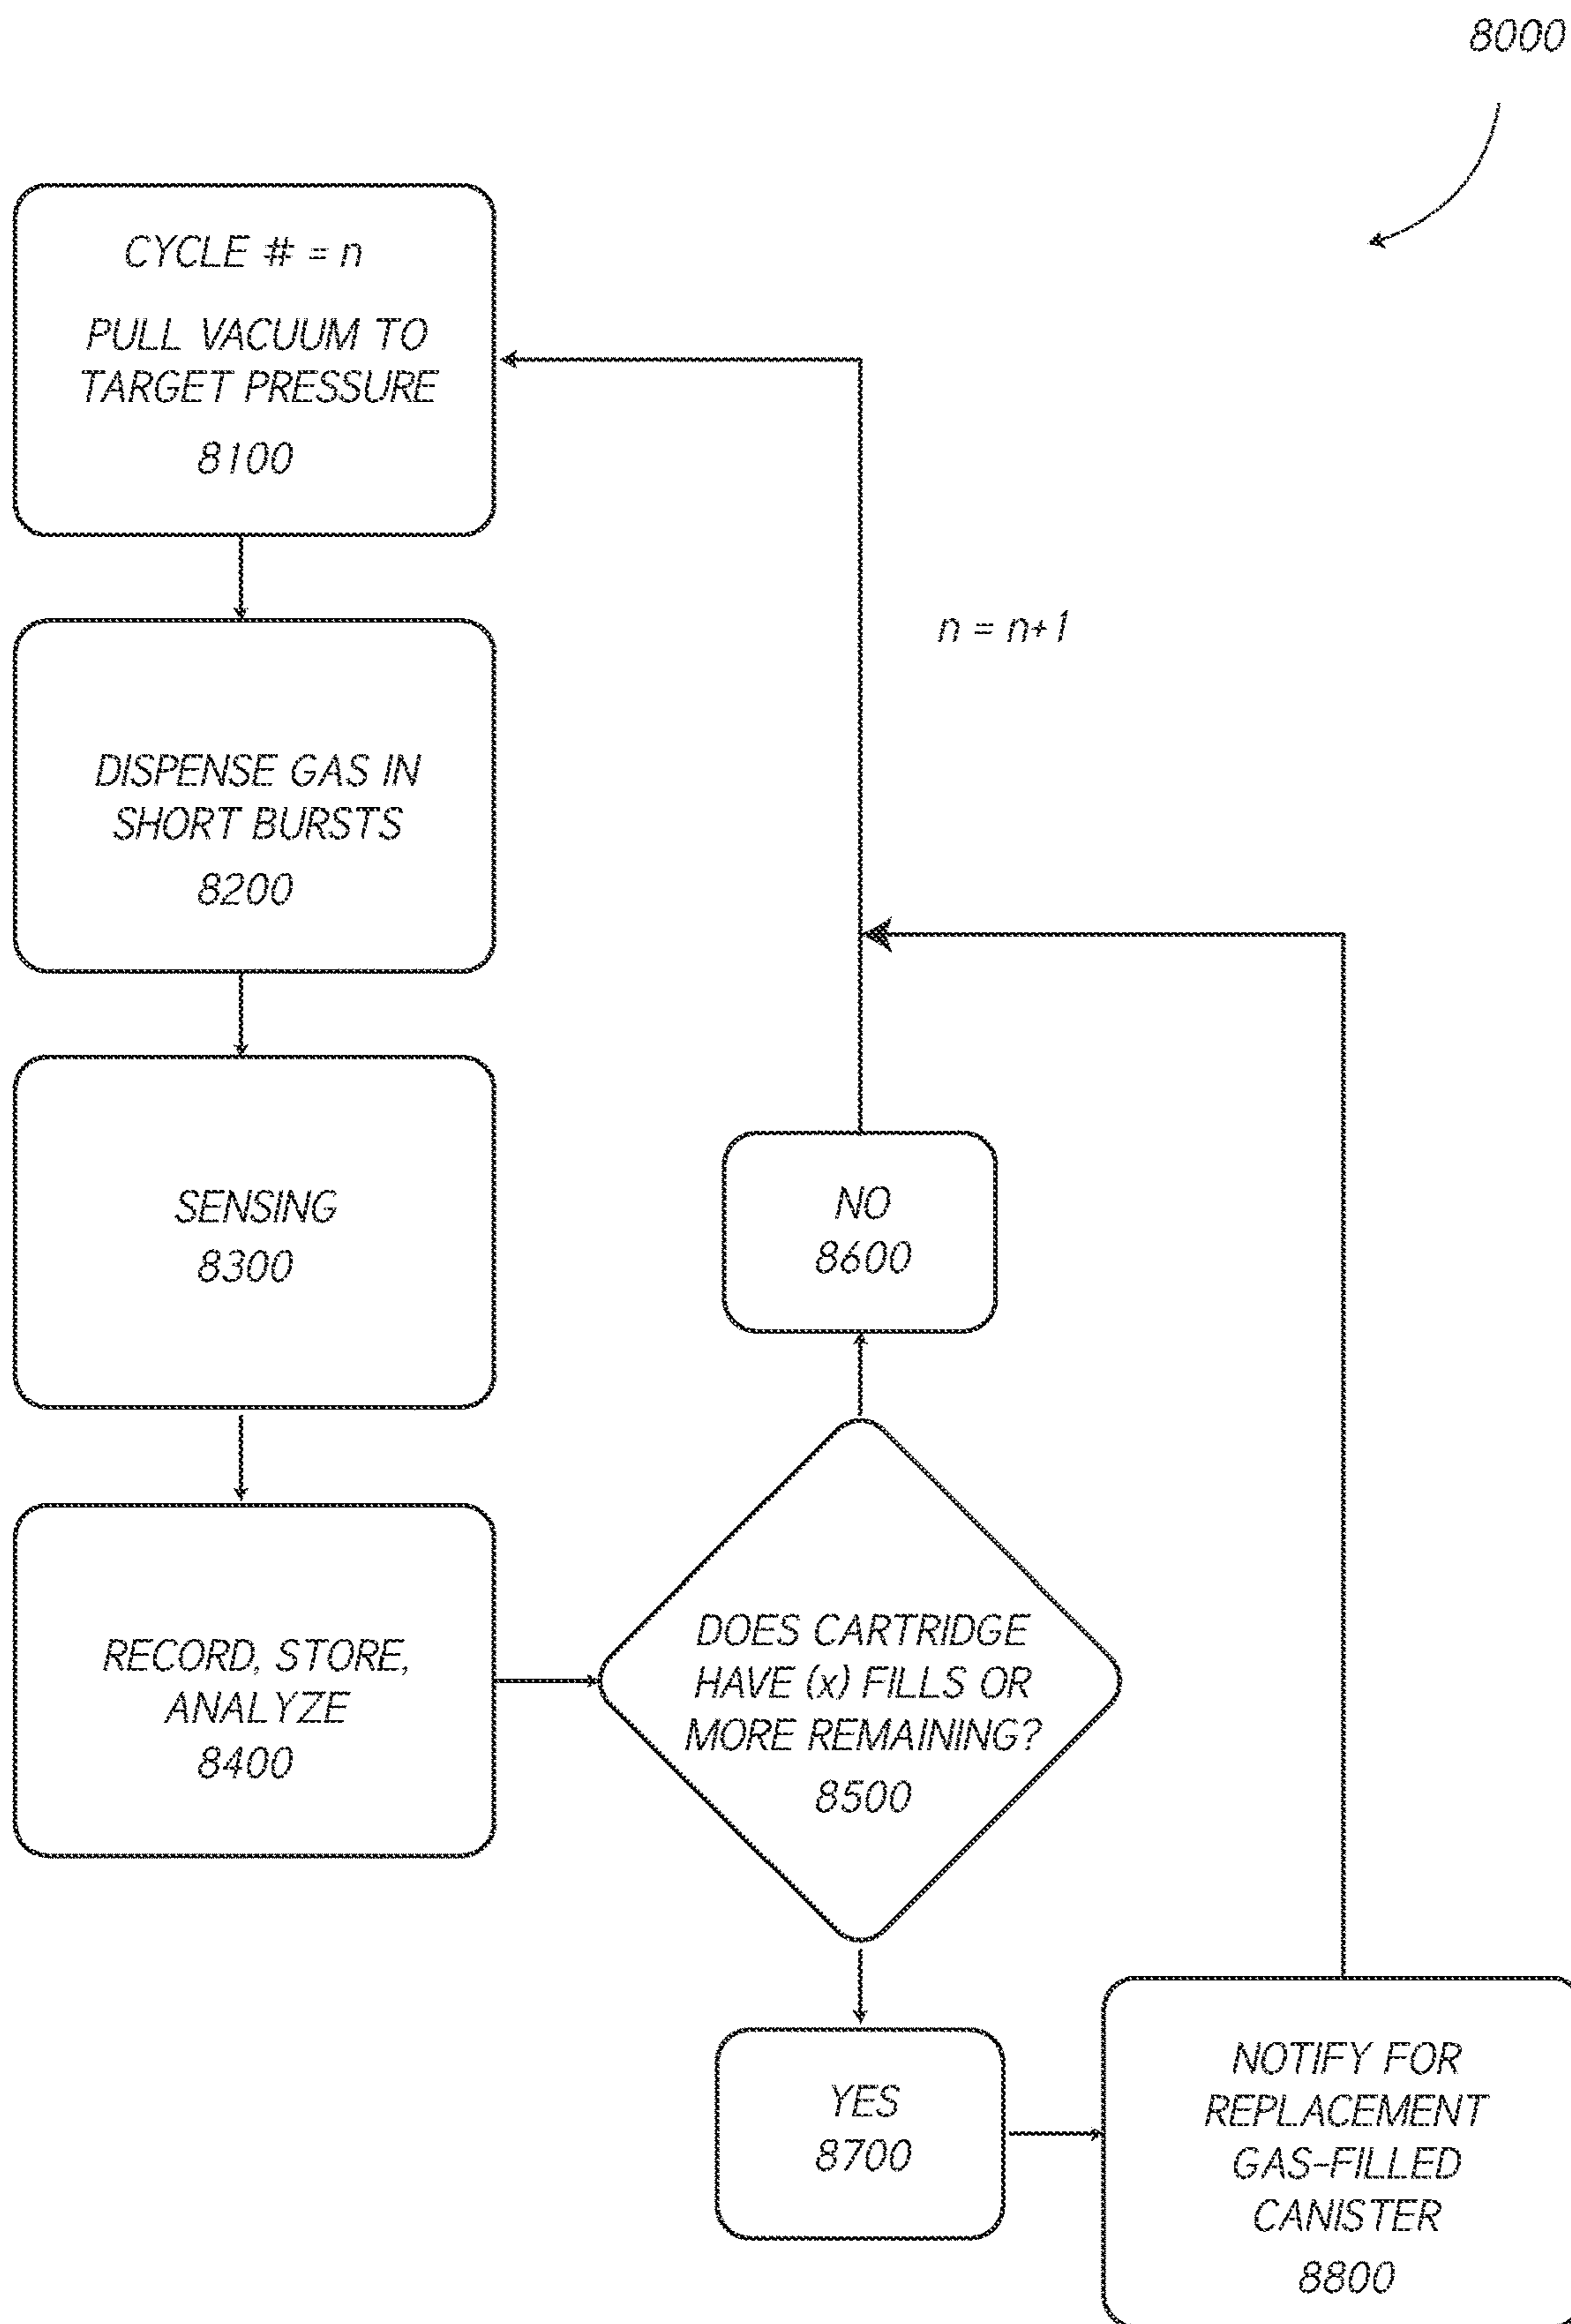 8000
CYCLE # = n
PULL VACUUM TO
TARGET PRESSURE
8100
n = n+1
DISPENSE GAS IN
SHORT BURSTS
8200
SENSING
8300
NO
8600
RECORD, STORE,
ANALYZE
8400
DOES CARTRIDGE
HAVE (x) FILLS OR
MORE REMAINING?
8500
YES
8700
NOTIFY FOR
REPLACEMENT
GAS-FILLED
CANISTER
8800